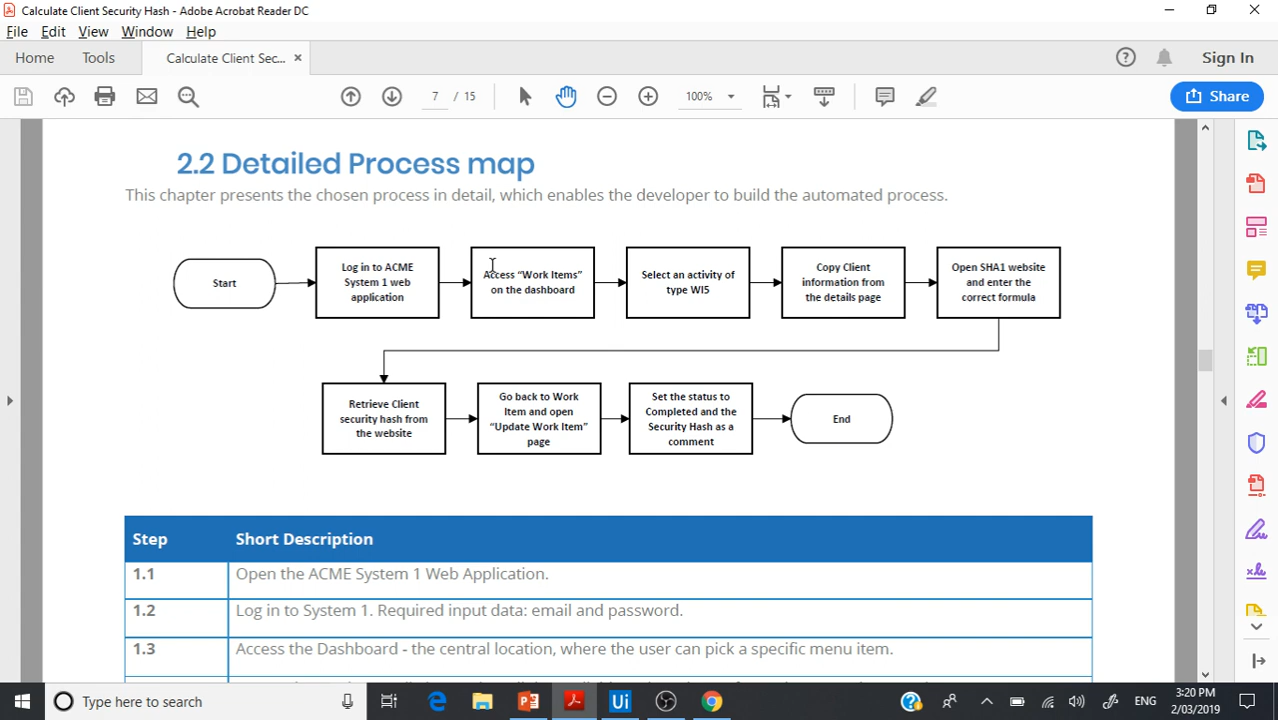 Calculate Client Security Hash - Adobe Acrobat Reader DC
File Edit View Window Help
Home Tools Calculate Client Sec... × Sign In
7 / 15 100% Share
2.2 Detailed Process map
This chapter presents the chosen process in detail, which enables the developer to build the automated process.
Start
Log in to ACME
System 1 web
application
Access “Work Items”
on the dashboard
Select an activity of
type WI5
Copy Client
information from
the details page
Open SHA1 website
and enter the
correct formula
Retrieve Client
security hash from
the website
Go back to Work
Item and open
“Update Work Item”
page
Set the status to
Completed and the
Security Hash as a
comment
End
Step Short Description
1.1 Open the ACME System 1 Web Application.
1.2 Log in to System 1. Required input data: email and password.
1.3 Access the Dashboard - the central location, where the user can pick a specific menu item.
Type here to search
Ui
ENG
3:20 PM
2/03/2019